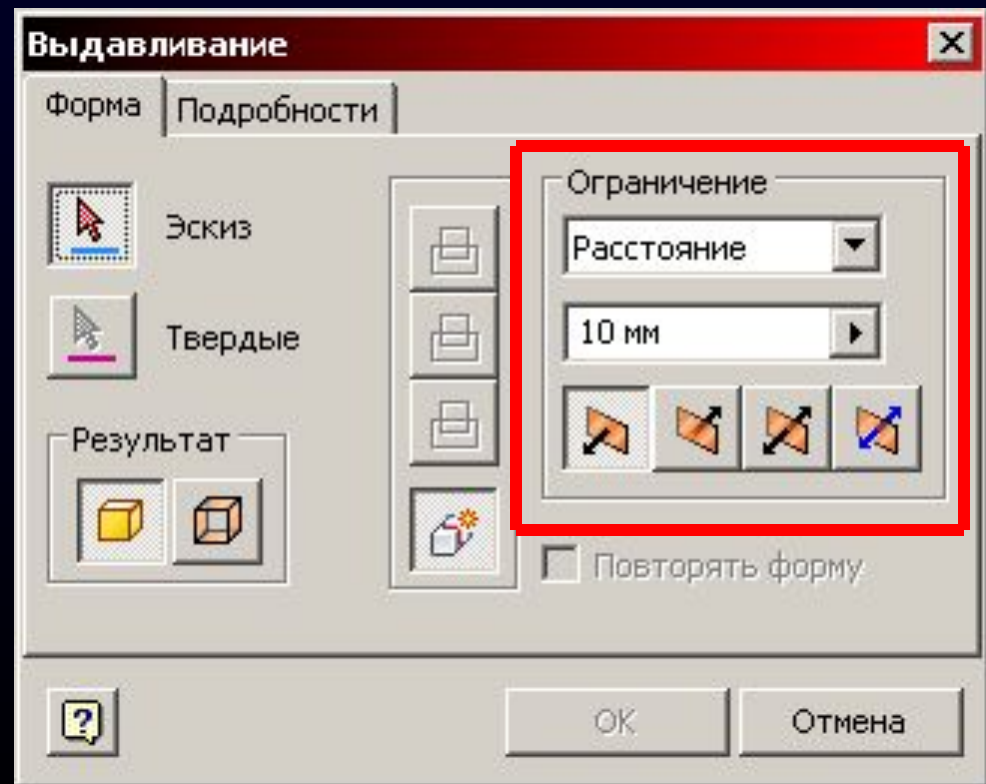 Выдавливание
Форма
Подробности
Эскиз
Твердые
Результат
Ограничение
Расстояние
10 мм
Повторять форму
?
OK
Отмена